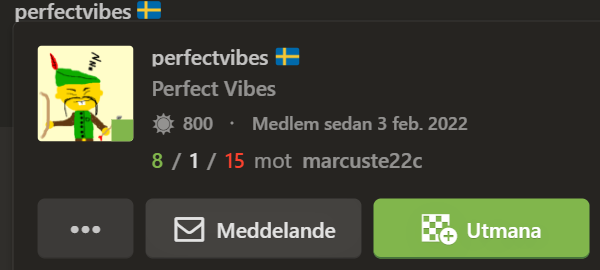 perfectvibes
perfectvibes
Perfect Vibes
800 · Medlem sedan 3 feb. 2022
8 / 1 / 15 mot marcuste22c
Meddelande
Utmana